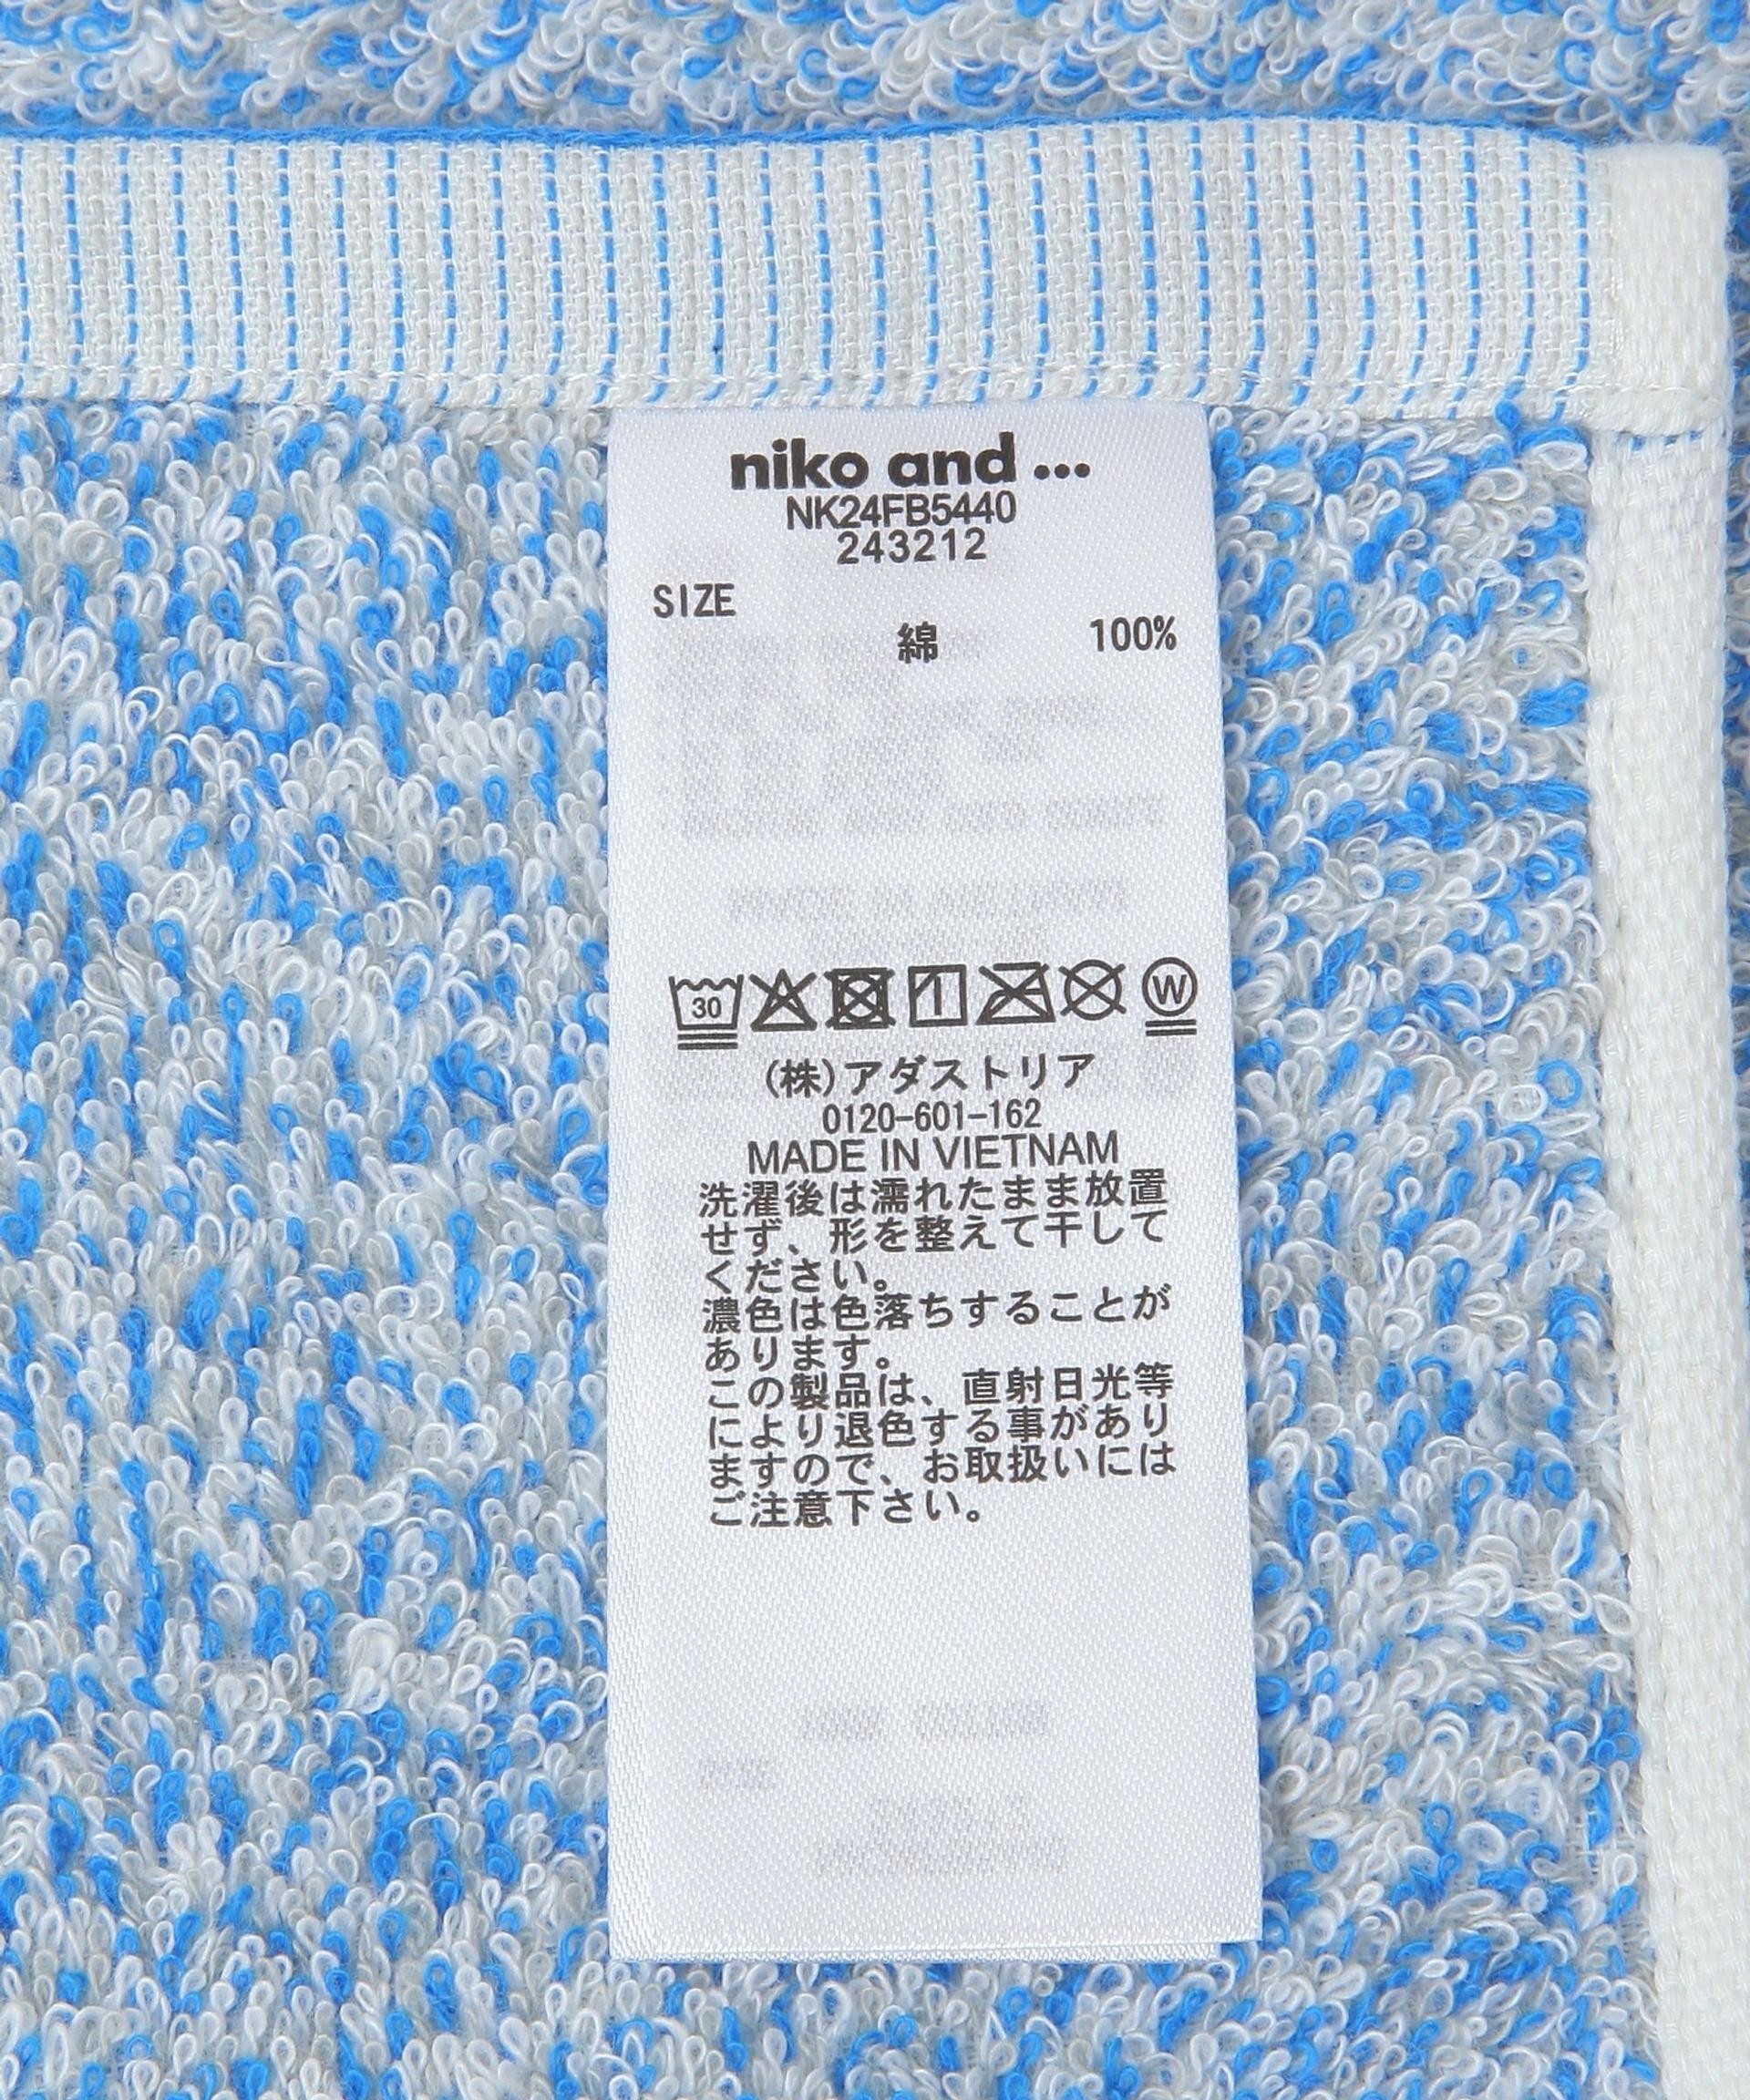 niko and ...
NK24FB5440
243212
SIZE
綿 100%
30
W
(株)アダストリア
0120-601-162
MADE IN VIETNAM
洗濯後は濡れたまま放置
せず、形を整えて干して
ください。
濃色は色落ちすることが
あります。
この製品は、直射日光等
により退色する事があり
ますので、お取扱いには
ご注意下さい。